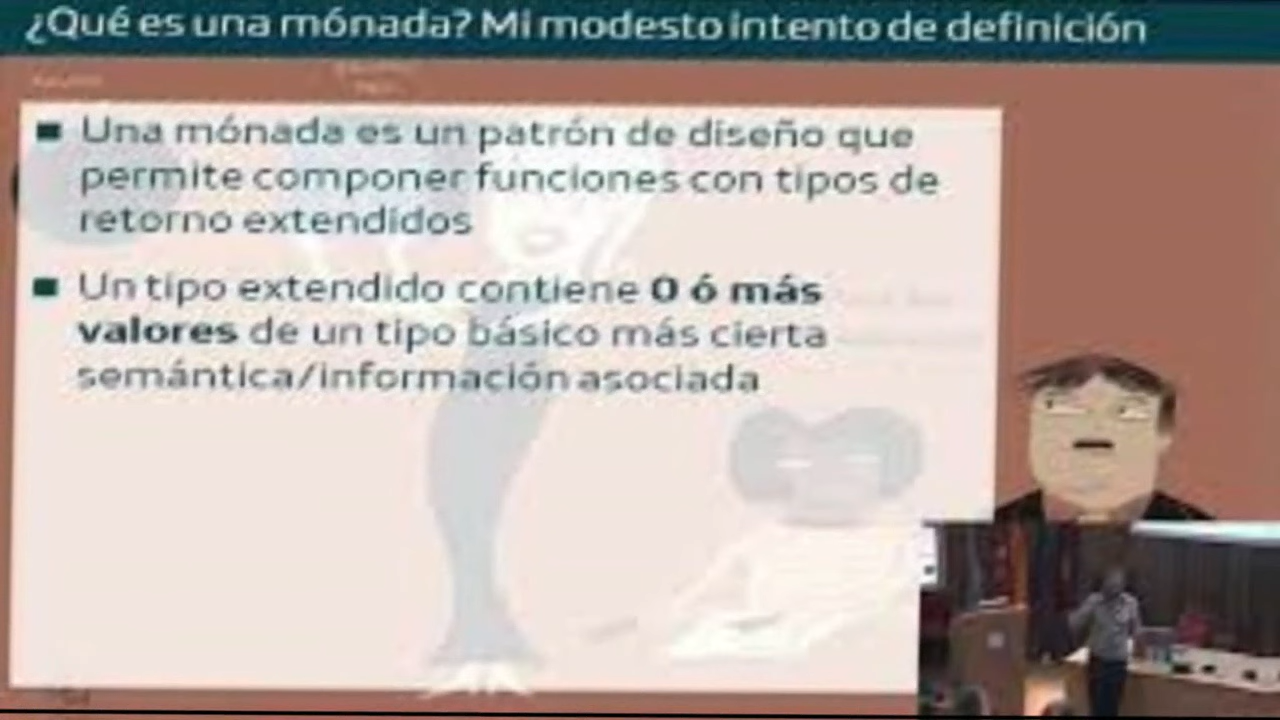 ¿Qué es una mónada? Mi modesto intento de definición
Una mónada es un patrón de diseño que
permite componer funciones con tipos de
retorno extendidos
Un tipo extendido contiene 0 ó más
valores de un tipo básico más cierta
semántica/información asociada